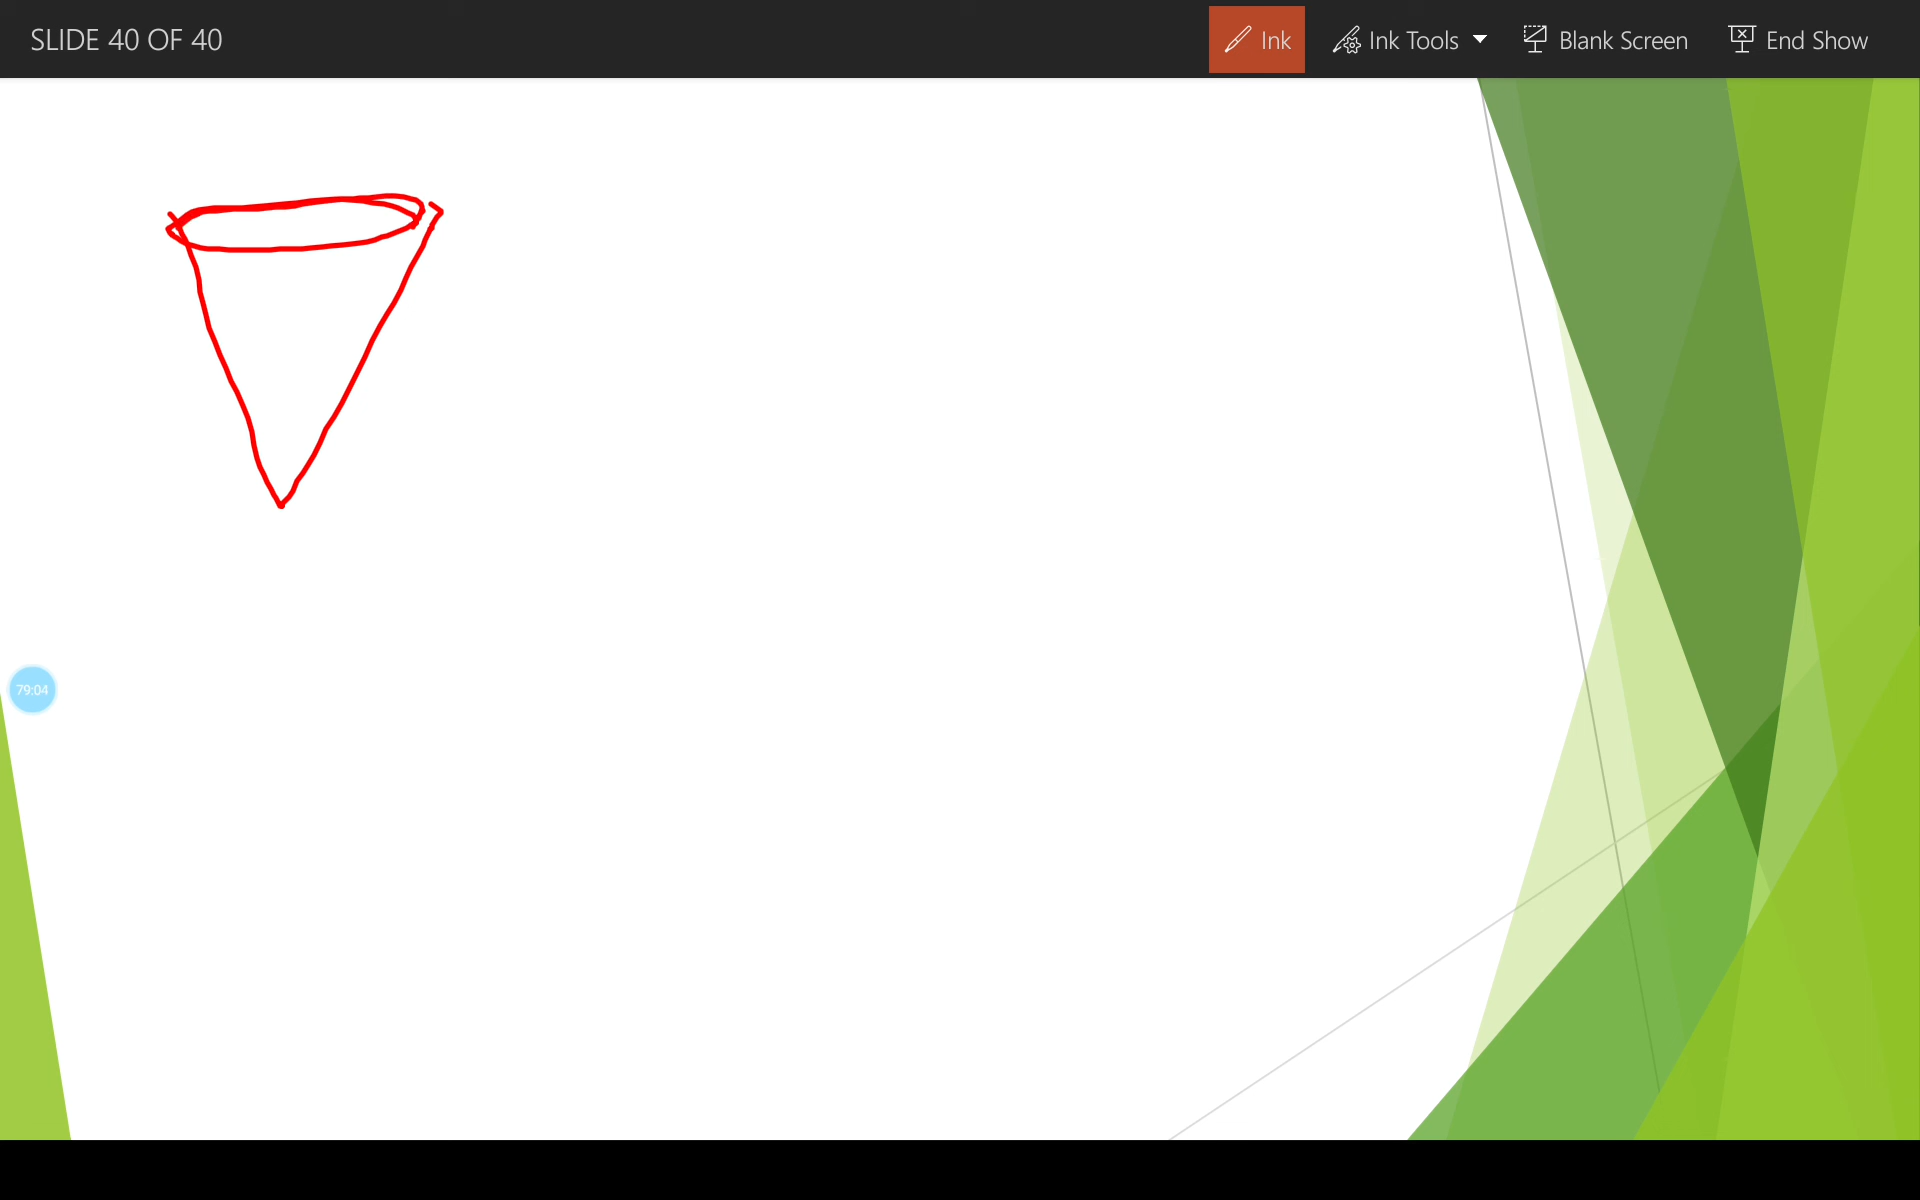 SLIDE 40 OF 40
Ink
Ink Tools
Blank Screen
End Show
79:04